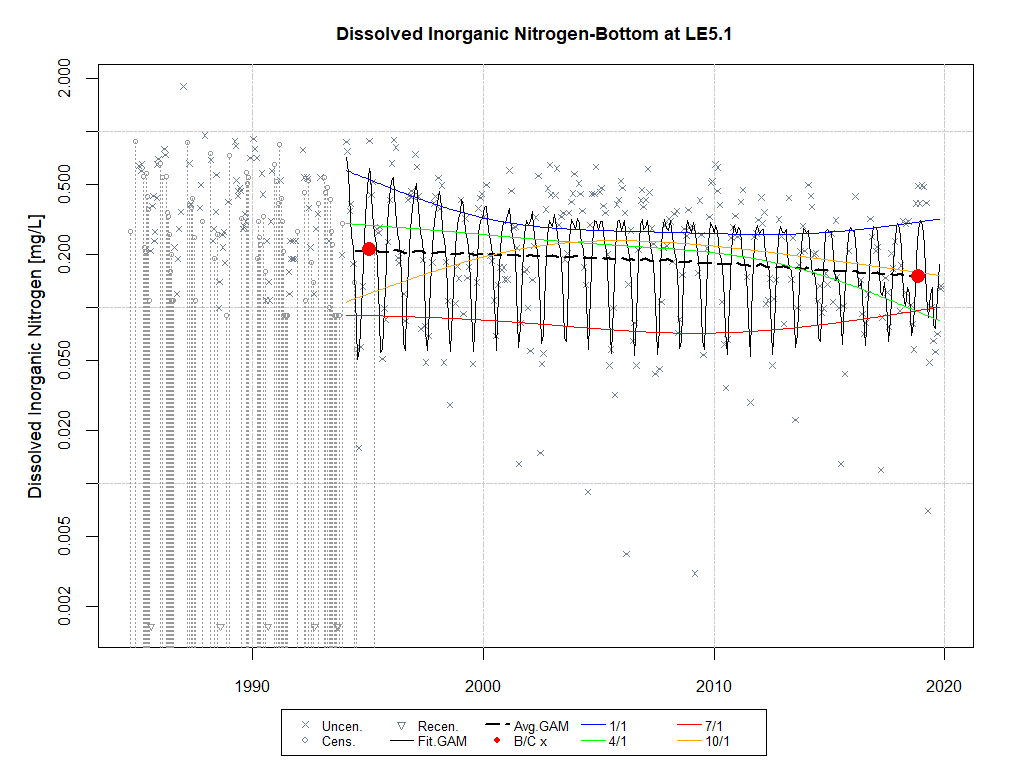 Dissolved Inorganic Nitrogen-Bottom at LE5.1
Dissolved Inorganic Nitrogen [mg/L]
2.000
0.500
0.200
0.050
0.020
0.005
0.002
1990
2000
2010
2020
Uncen.
Cens.
Recen.
Fit.GAM
Avg.GAM
B/C x
1/1
4/1
7/1
10/1